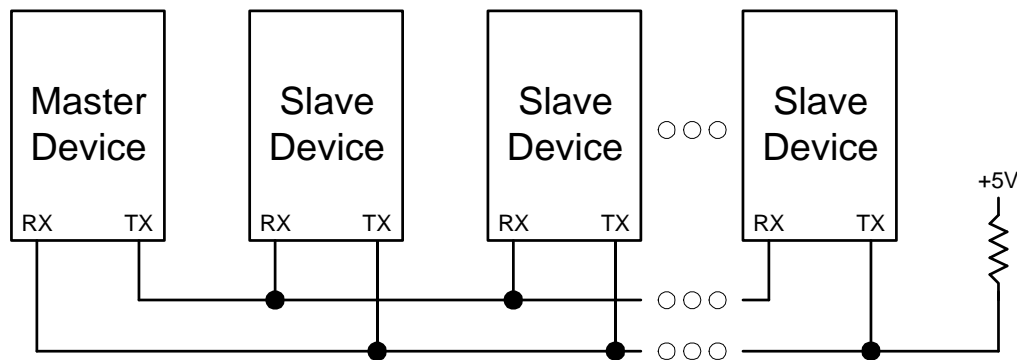 Master
Device
Slave
Device
Slave
Device
Slave
Device
RX TX
RX TX
RX TX
RX TX
+5V